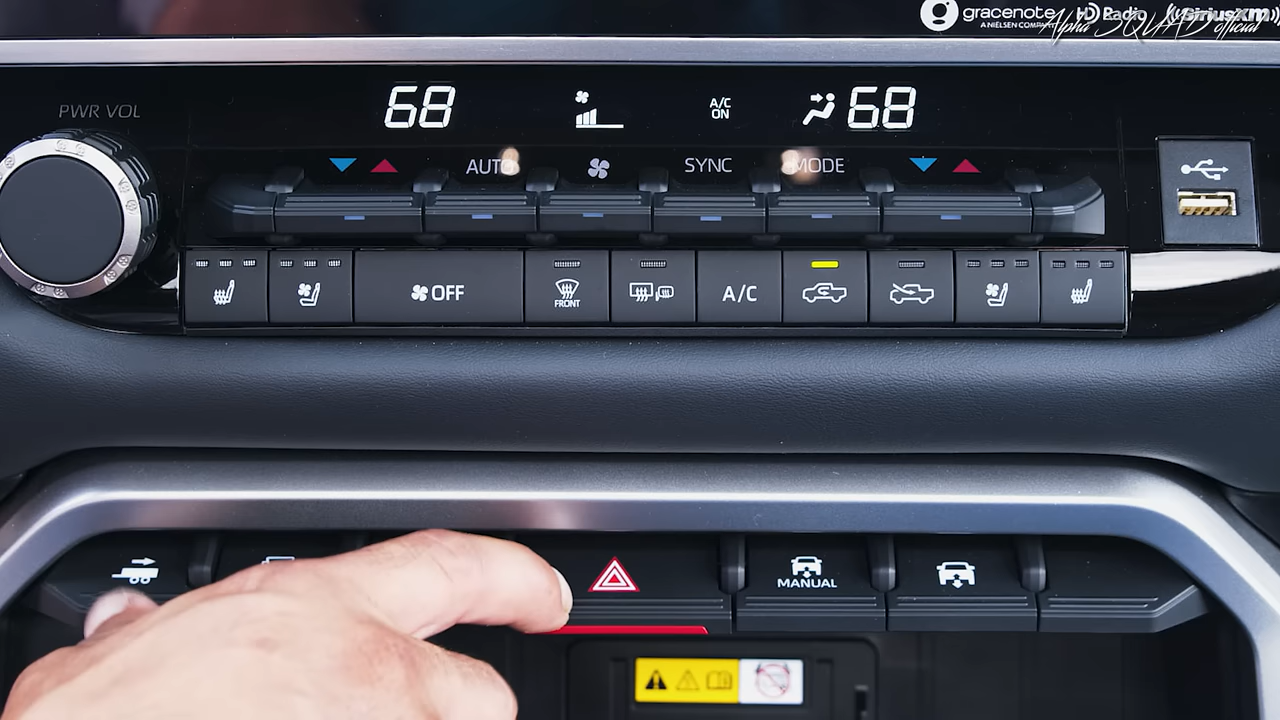 gracenote
A NIELSEN COMPANY
HD Radio
SiriusXM
Alpha SQUAD official
PWR VOL
68
A/C
ON
68
AUTO
SYNC
MODE
OFF
FRONT
A/C
MANUAL